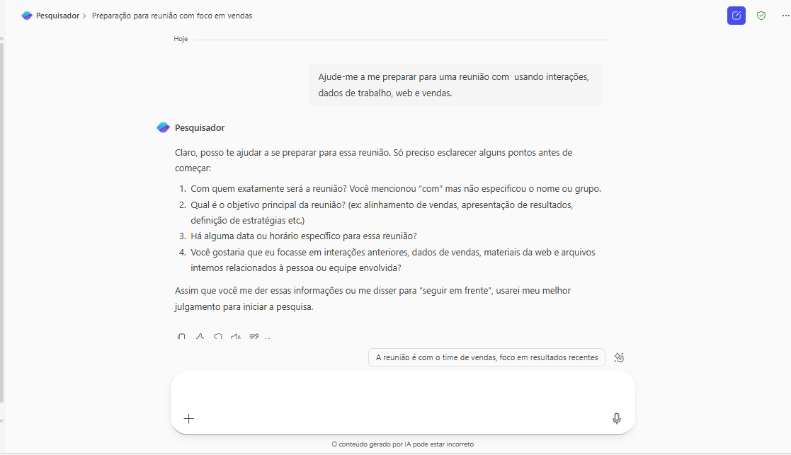 Pesquisador › Preparação para reunião com foco em vendas
Hoje
Ajude-me a me preparar para uma reunião com  usando interações,
dados de trabalho, web e vendas.
Pesquisador
Claro, posso te ajudar a se preparar para essa reunião. Só preciso esclarecer alguns pontos antes de
começar:
1. Com quem exatamente será a reunião? Você mencionou "com" mas não especificou o nome ou grupo.
2. Qual é o objetivo principal da reunião? (ex: alinhamento de vendas, apresentação de resultados,
definição de estratégias etc.)
3. Há alguma data ou horário específico para essa reunião?
4. Você gostaria que eu focasse em interações anteriores, dados de vendas, materiais da web e arquivos
internos relacionados à pessoa ou equipe envolvida?
Assim que você me der essas informações ou me disser para "seguir em frente", usarei meu melhor
julgamento para iniciar a pesquisa.
A reunião é com o time de vendas, foco em resultados recentes
O conteúdo gerado por IA pode estar incorreto